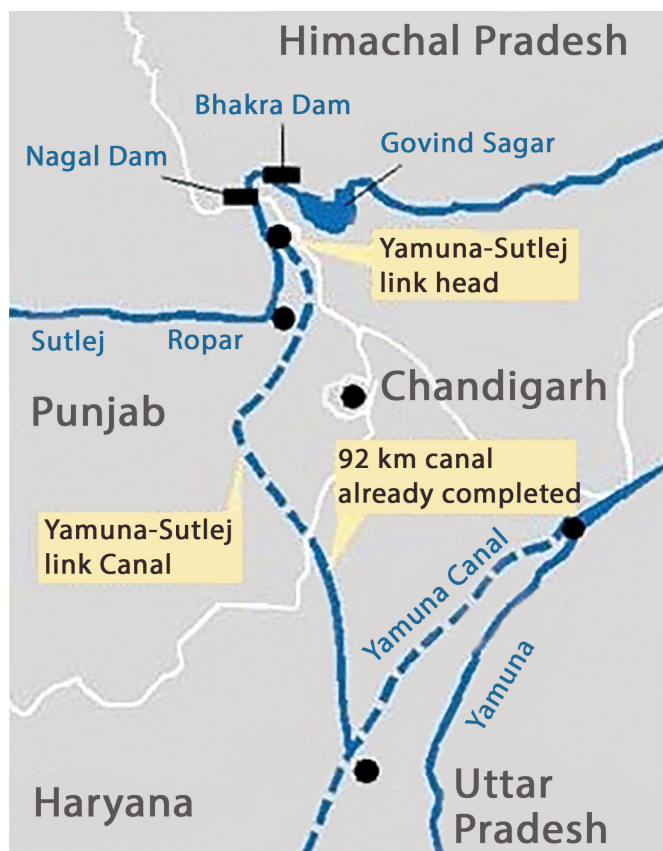 Himachal Pradesh
Bhakra Dam
Nagal Dam
Govind Sagar
Yamuna-Sutlej
link head
Sutlej
Ropar
Punjab
Chandigarh
92 km canal
already completed
Yamuna-Sutlej
link Canal
Yamuna Canal
Yamuna
Haryana
Uttar
Pradesh